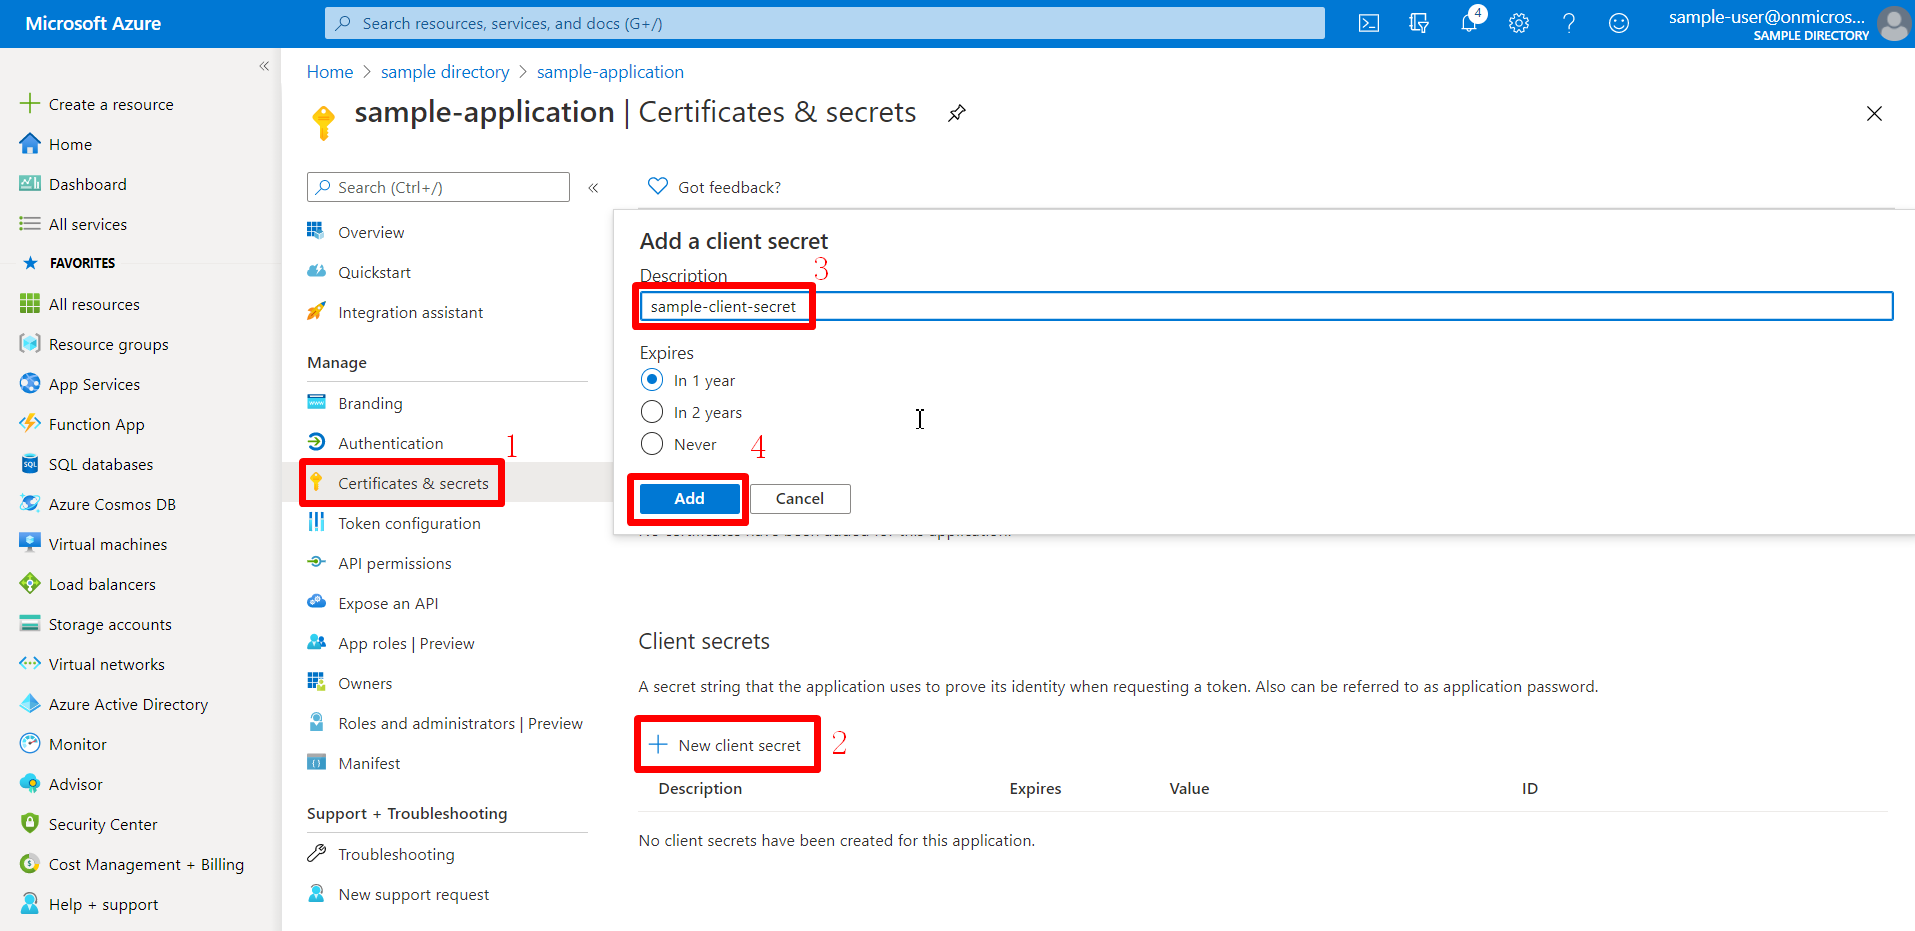 Microsoft Azure
Search resources, services, and docs (G+/)
4
sample-user@onmicros...
SAMPLE DIRECTORY
«
Create a resource
Home
Dashboard
All services
FAVORITES
All resources
Resource groups
App Services
Function App
SQL databases
Azure Cosmos DB
Virtual machines
Load balancers
Storage accounts
Virtual networks
Azure Active Directory
Monitor
Advisor
Security Center
Cost Management + Billing
Help + support
Home > sample directory > sample-application
sample-application | Certificates & secrets
Search (Ctrl+/)
«
Overview
Quickstart
Integration assistant
Manage
Branding
Authentication
1
Certificates & secrets
Token configuration
API permissions
Expose an API
App roles | Preview
Owners
Roles and administrators | Preview
Manifest
Support + Troubleshooting
Troubleshooting
New support request
Got feedback?
Add a client secret
Description
3
sample-client-secret
Expires
In 1 year
In 2 years
Never
4
Add
Cancel
No certificates have been added for this application.
Client secrets
A secret string that the application uses to prove its identity when requesting a token. Also can be referred to as application password.
New client secret
2
Description Expires Value ID
No client secrets have been created for this application.